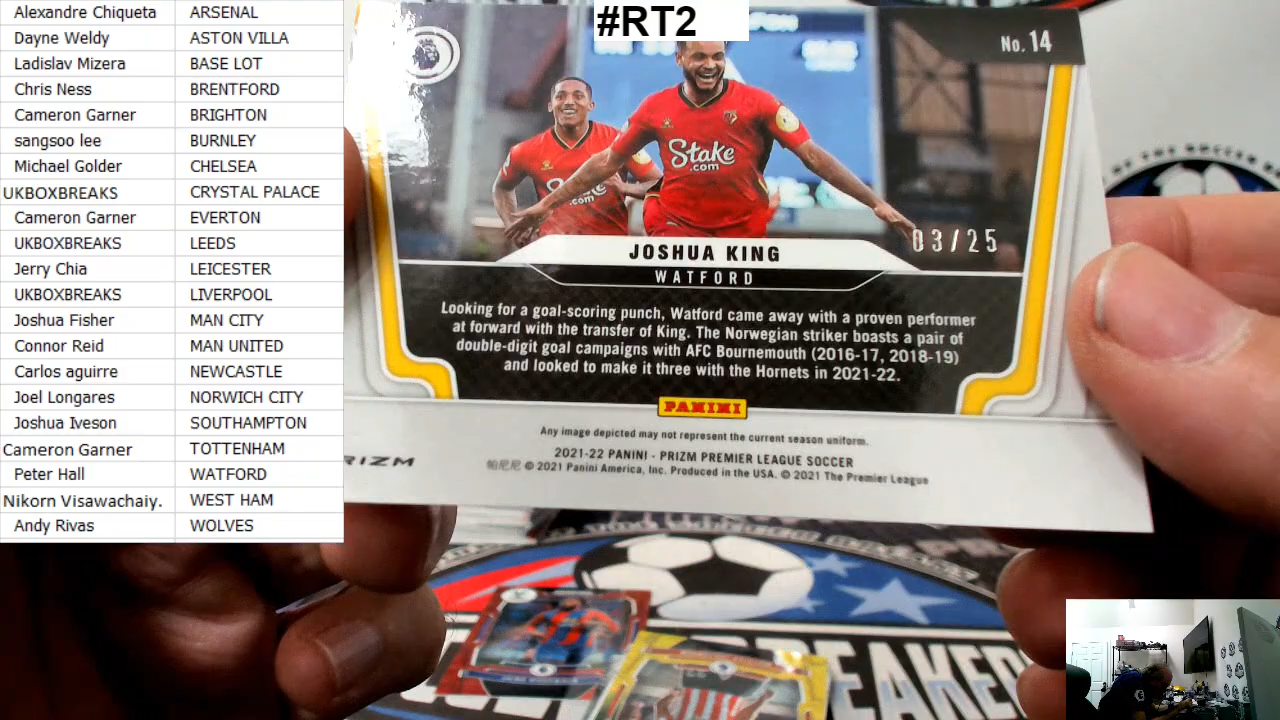 #RT2
Alexandre Chiqueta ARSENAL
Dayne Weldy ASTON VILLA
Ladislav Mizera BASE LOT
Chris Ness BRENTFORD
Cameron Garner BRIGHTON
sangsoo lee BURNLEY
Michael Golder CHELSEA
UKBOXBREAKS CRYSTAL PALACE
Cameron Garner EVERTON
UKBOXBREAKS LEEDS
Jerry Chia LEICESTER
UKBOXBREAKS LIVERPOOL
Joshua Fisher MAN CITY
Connor Reid MAN UNITED
Carlos aguirre NEWCASTLE
Joel Longares NORWICH CITY
Joshua Iveson SOUTHAMPTON
Cameron Garner TOTTENHAM
Peter Hall WATFORD
Nikorn Visawachaiy. WEST HAM
Andy Rivas WOLVES
No. 14
Stake
.com
.com
03/25
JOSHUA KING
WATFORD
Looking for a goal-scoring punch, Watford came away with a proven performer
at forward with the transfer of King. The Norwegian striker boasts a pair of
double-digit goal campaigns with AFC Bournemouth (2016-17, 2018-19)
and looked to make it three with the Hornets in 2021-22.
PANINI
Any image depicted may not represent the current season uniform.
2021-22 PANINI - PRIZM PREMIER LEAGUE SOCCER
帕尼尼 © 2021 Panini America, Inc. Produced in the USA. © 2021 The Premier League
RIZM
THE SOCCER
EAKER